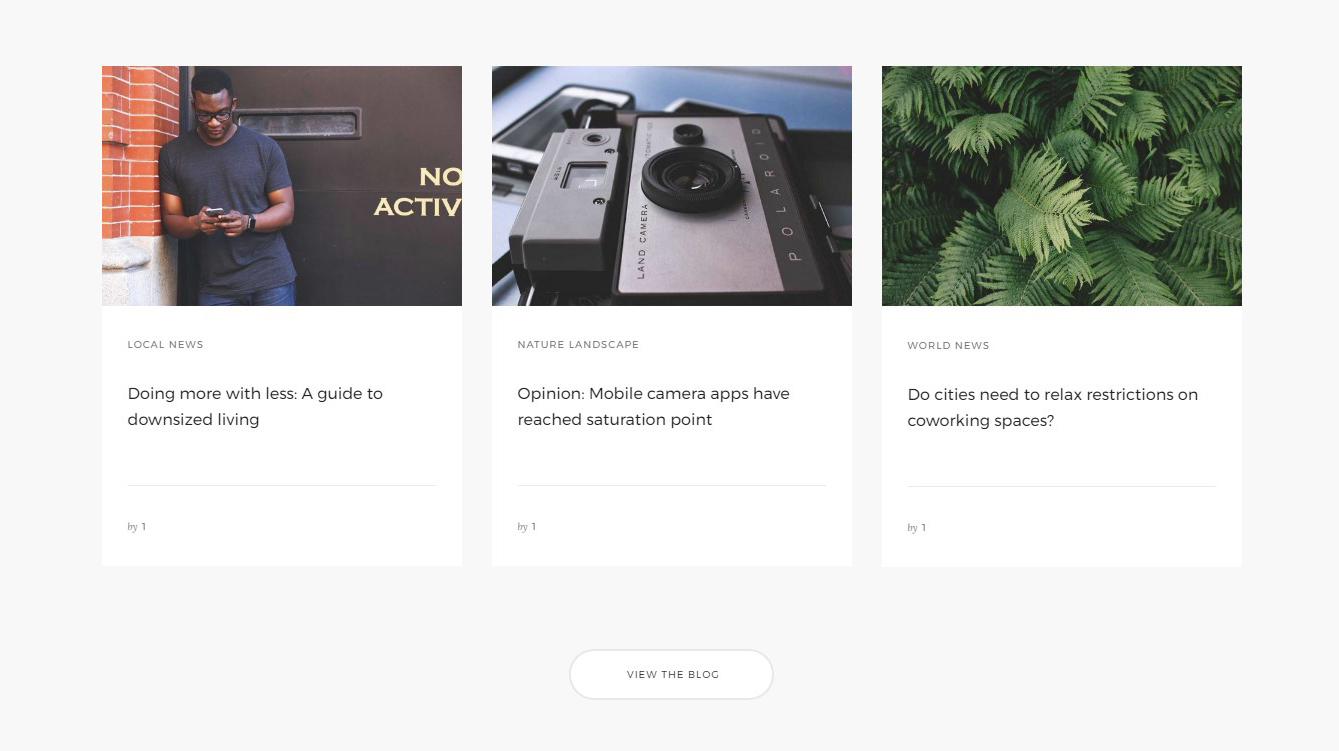 NO
ACTIV
LAND CAMERA
POLAROID
LOCAL NEWS
Doing more with less: A guide to
downsized living
by 1
NATURE LANDSCAPE
Opinion: Mobile camera apps have
reached saturation point
by 1
WORLD NEWS
Do cities need to relax restrictions on
coworking spaces?
by 1
VIEW THE BLOG